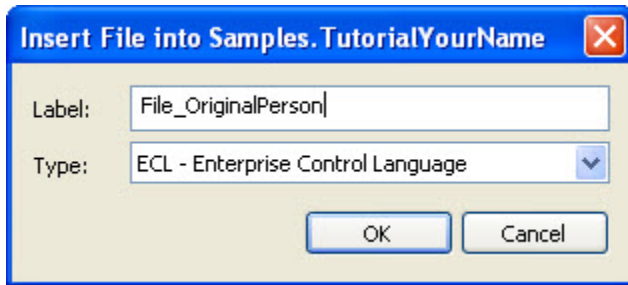 Insert File into Samples.TutorialYourName
Label: File_OriginalPerson
Type: ECL - Enterprise Control Language
OK Cancel